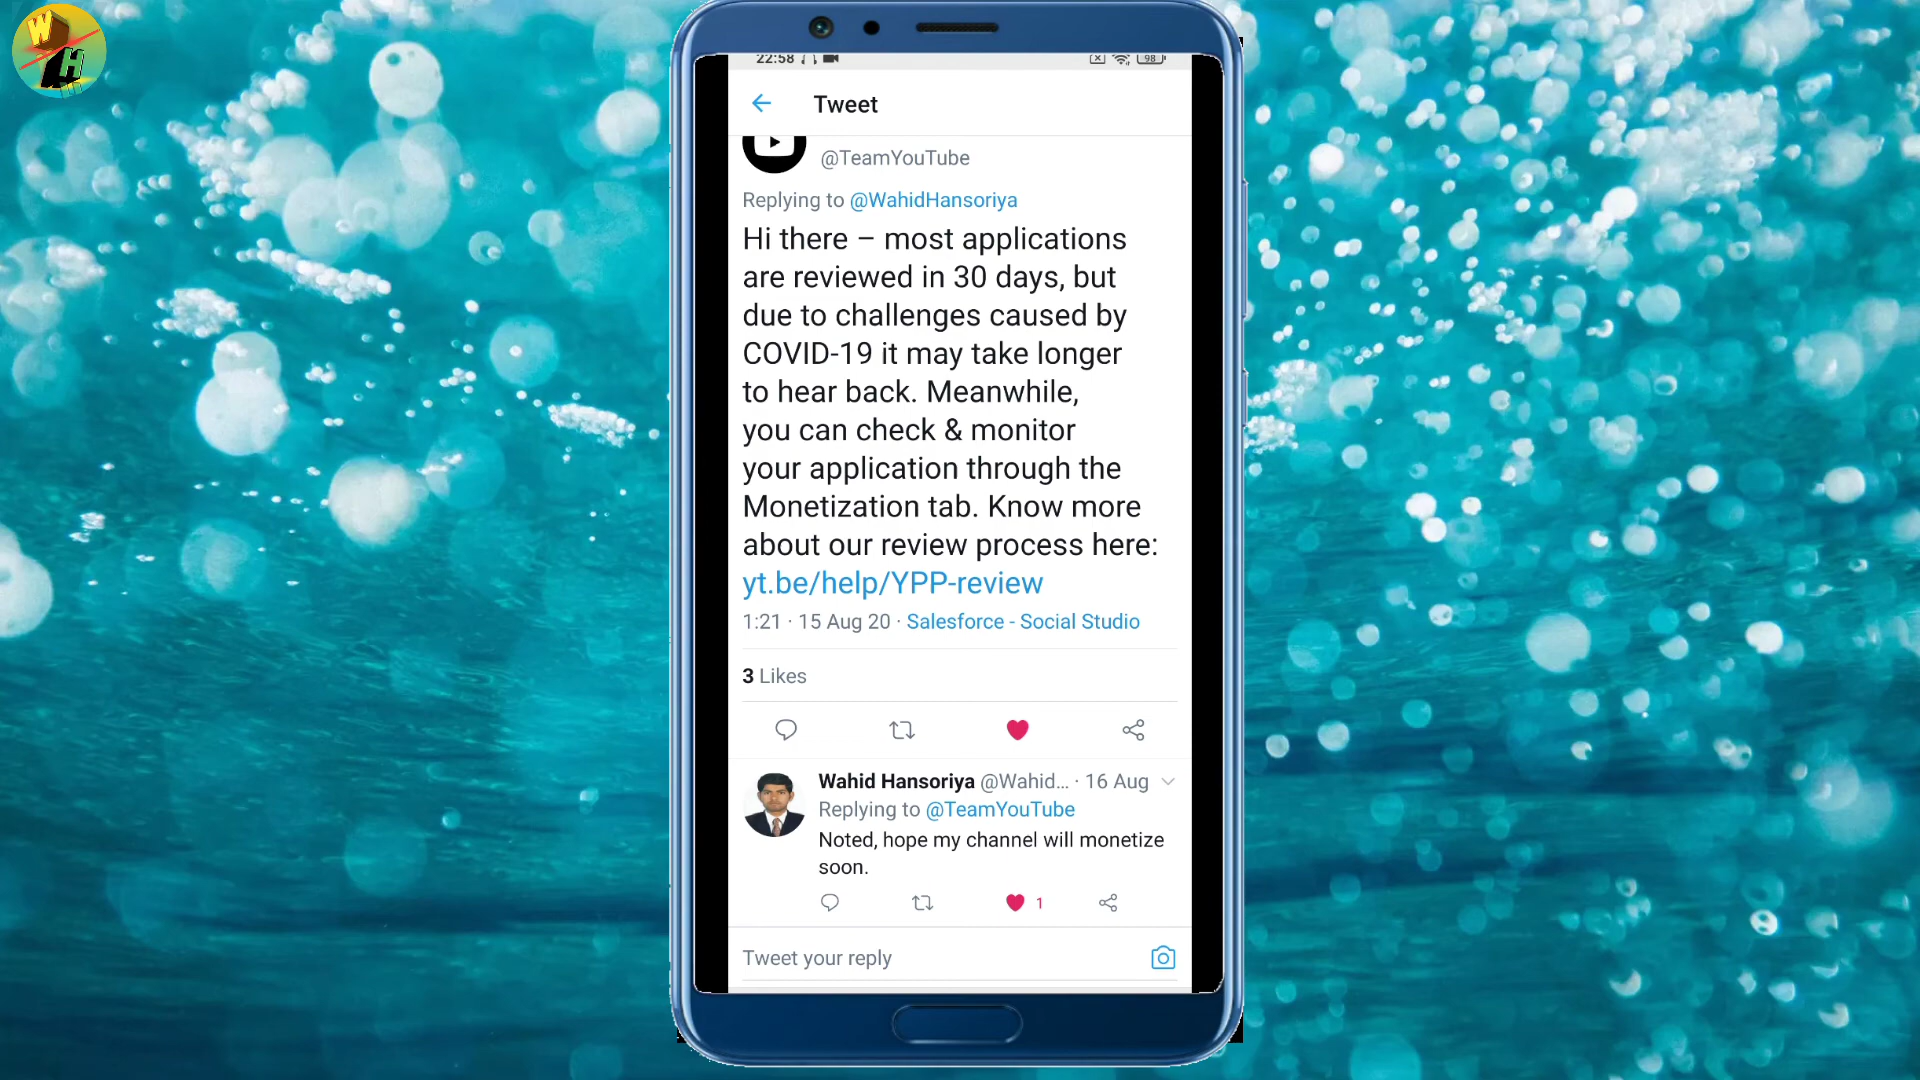 W
H
22:58
98
Tweet
@TeamYouTube
Replying to @WahidHansoriya
Hi there – most applications
are reviewed in 30 days, but
due to challenges caused by
COVID-19 it may take longer
to hear back. Meanwhile,
you can check & monitor
your application through the
Monetization tab. Know more
about our review process here:
yt.be/help/YPP-review
1:21 · 15 Aug 20 · Salesforce - Social Studio
3 Likes
Wahid Hansoriya @Wahid... · 16 Aug
Replying to @TeamYouTube
Noted, hope my channel will monetize
soon.
1
Tweet your reply